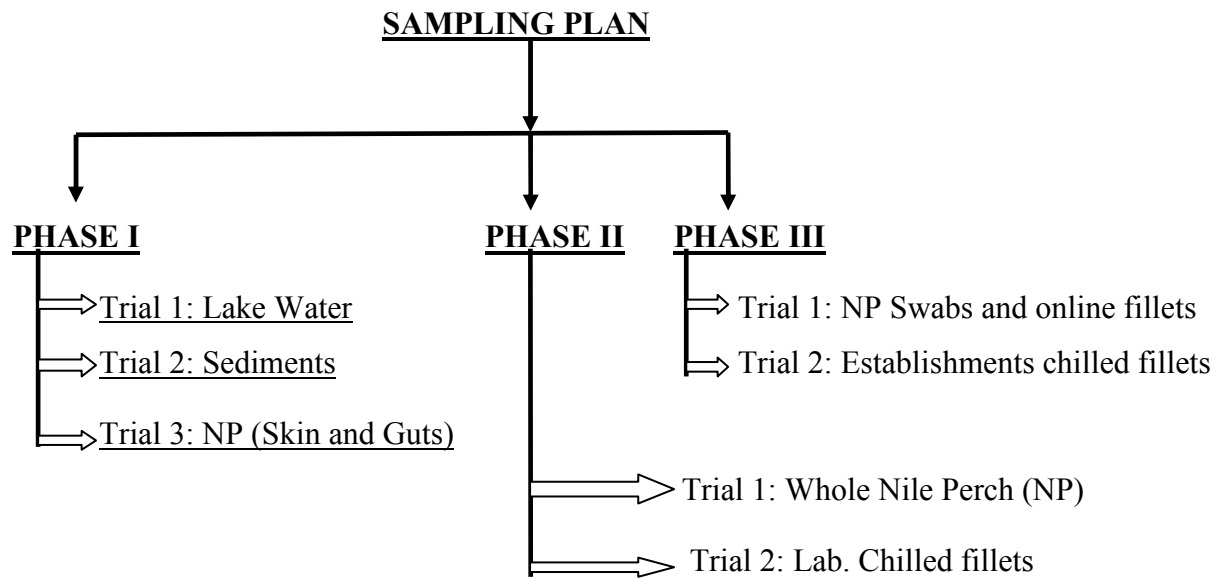 SAMPLING PLAN
PHASE I
Trial 1: Lake Water
Trial 2: Sediments
Trial 3: NP (Skin and Guts)
PHASE II
Trial 1: Whole Nile Perch (NP)
Trial 2: Lab. Chilled fillets
PHASE III
Trial 1: NP Swabs and online fillets
Trial 2: Establishments chilled fillets